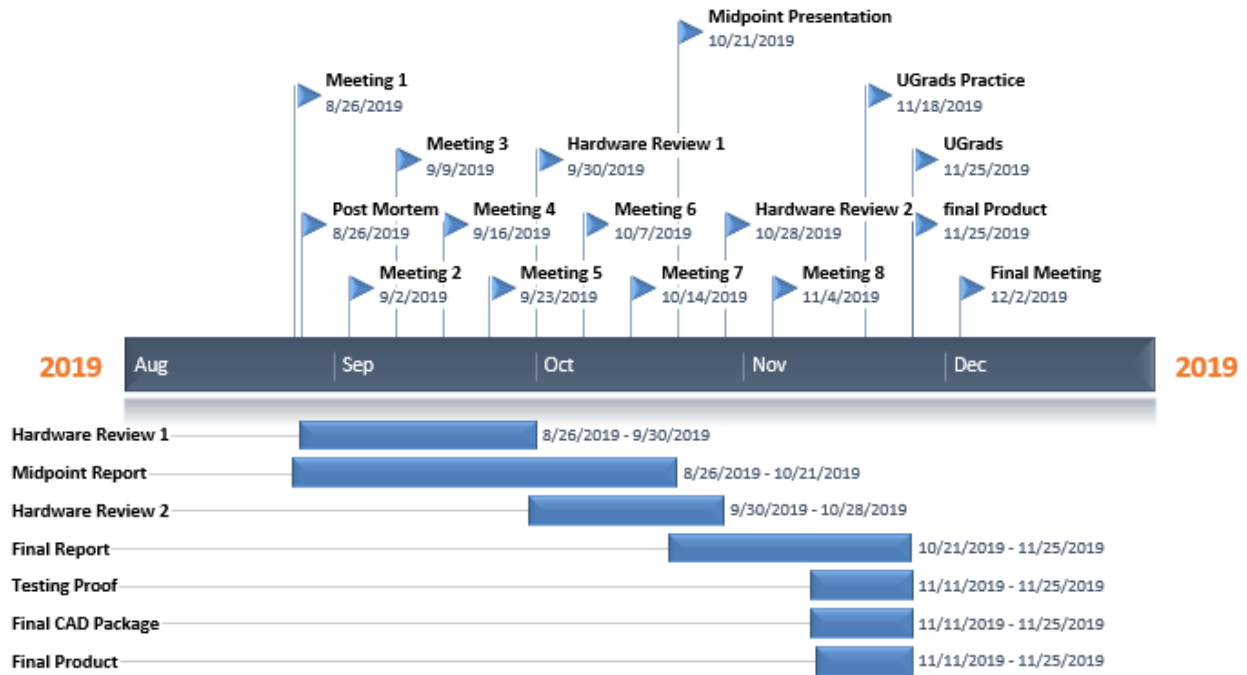 Midpoint Presentation
10/21/2019
Meeting 1
8/26/2019
UGrads Practice
11/18/2019
Meeting 3
9/9/2019
Hardware Review 1
9/30/2019
UGrads
11/25/2019
Post Mortem
8/26/2019
Meeting 4
9/16/2019
Meeting 6
10/7/2019
Hardware Review 2
10/28/2019
final Product
11/25/2019
Meeting 2
9/2/2019
Meeting 5
9/23/2019
Meeting 7
10/14/2019
Meeting 8
11/4/2019
Final Meeting
12/2/2019
2019 Aug Sep Oct Nov Dec 2019
Hardware Review 1 8/26/2019 - 9/30/2019
Midpoint Report 8/26/2019 - 10/21/2019
Hardware Review 2 9/30/2019 - 10/28/2019
Final Report 10/21/2019 - 11/25/2019
Testing Proof 11/11/2019 - 11/25/2019
Final CAD Package 11/11/2019 - 11/25/2019
Final Product 11/11/2019 - 11/25/2019